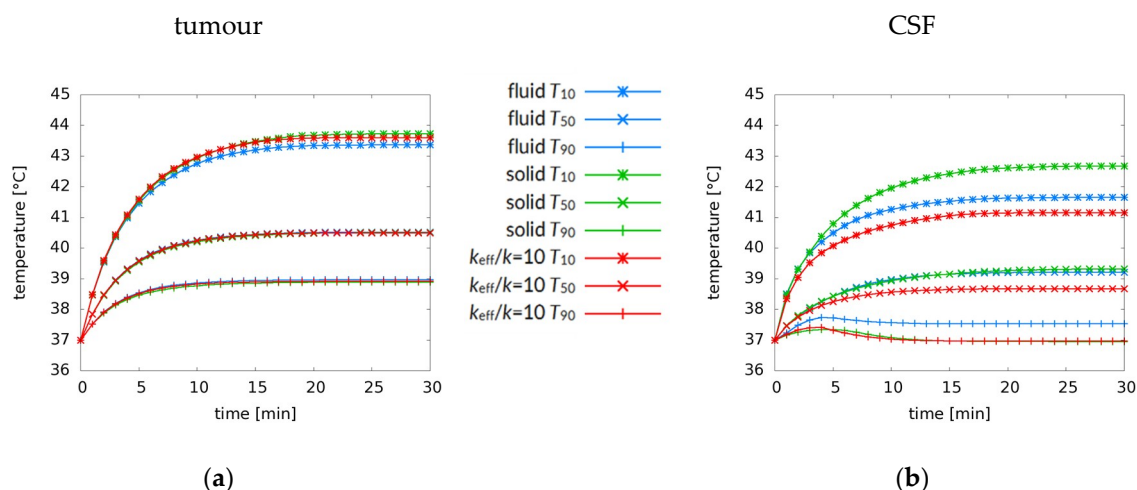 tumour
CSF
45
44
43
42
41
40
39
38
37
36
temperature [°C]
0 5 10 15 20 25 30
time [min]
fluid T10
fluid T50
fluid T90
solid T10
solid T50
solid T90
keff/k=10 T10
keff/k=10 T50
keff/k=10 T90
45
44
43
42
41
40
39
38
37
36
temperature [°C]
0 5 10 15 20 25 30
time [min]
(a)
(b)